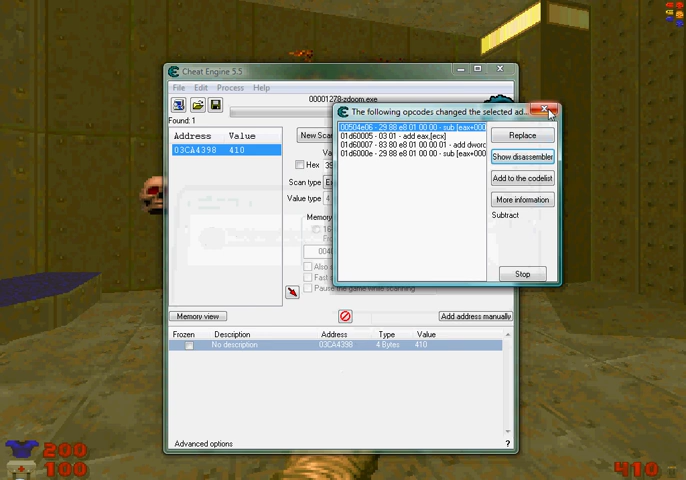 Cheat Engine 5.5
File Edit Process Help
00001278-zdoom.exe
Found: 1
Address Value
03CA4398 410
New Scan
Hex
Scan type
Value type 4
Memory
Also
Fast
Pause the game while scanning
Memory view
Add address manually
Frozen Description Address Type Value
No description 03CA4398 4 Bytes 410
Advanced options ?
The following opcodes changed the selected ad...
00504e06 - 29 88 e8 01 00 00 - sub [eax+000
01d60005 - 03 01 - add eax,[ecx]
01d60007 - 83 80 e8 01 00 00 01 - add dword
01d6000e - 29 88 e8 01 00 00 - sub [eax+000
Replace
Show disassembler
Add to the codelist
More information
Subtract
Stop
200
100
410